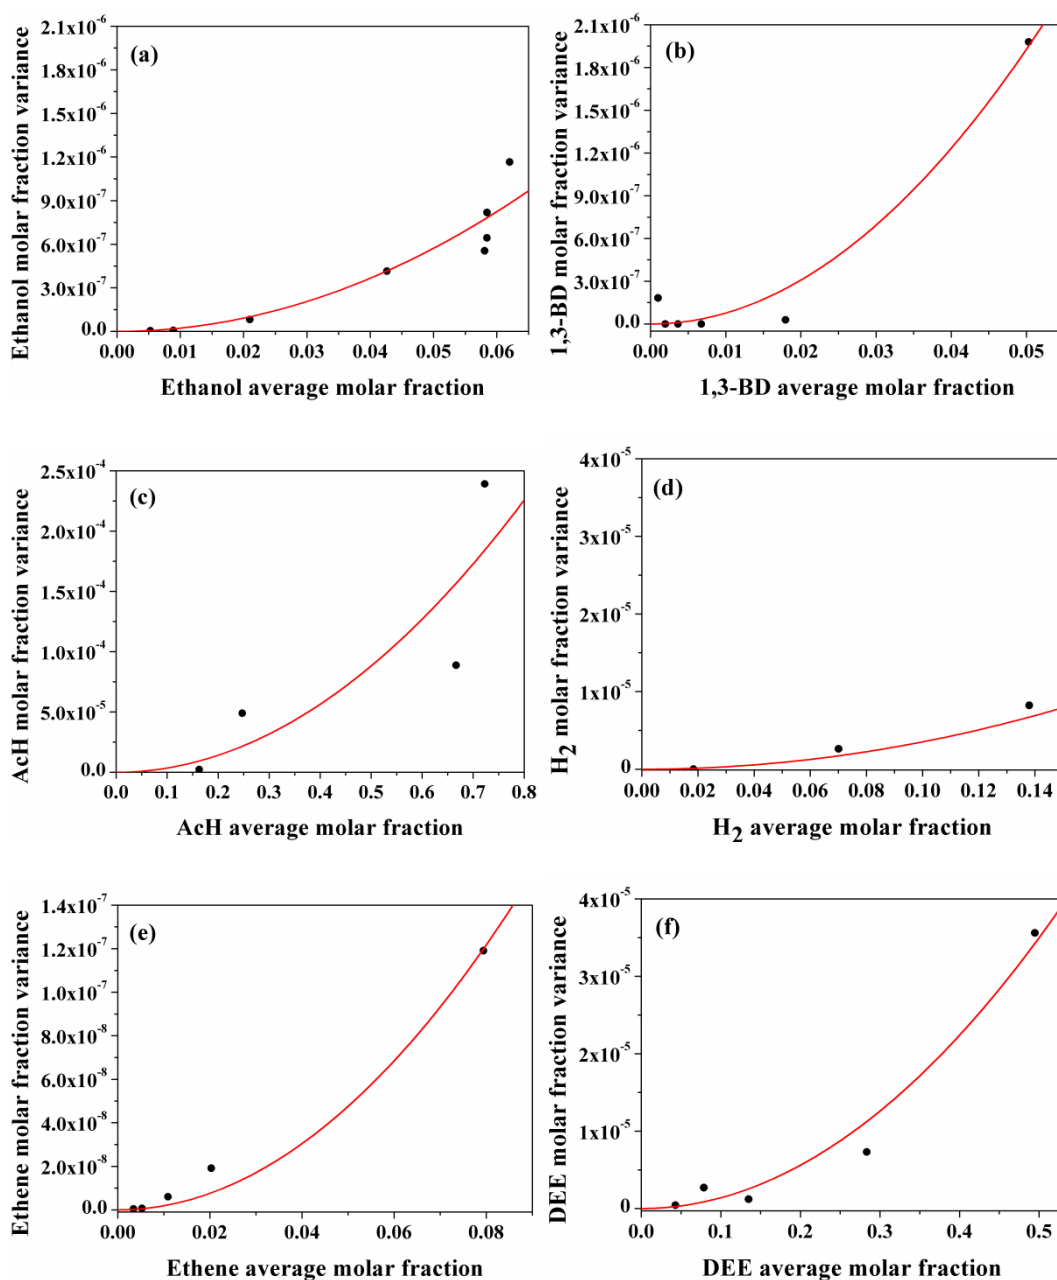 (a)
Ethanol molar fraction variance
2.1x10⁻⁶
1.8x10⁻⁶
1.5x10⁻⁶
1.2x10⁻⁶
9.0x10⁻⁷
6.0x10⁻⁷
3.0x10⁻⁷
0.0
0.00 0.01 0.02 0.03 0.04 0.05 0.06
Ethanol average molar fraction
(b)
1,3-BD molar fraction variance
2.1x10⁻⁶
1.8x10⁻⁶
1.5x10⁻⁶
1.2x10⁻⁶
9.0x10⁻⁷
6.0x10⁻⁷
3.0x10⁻⁷
0.0
0.00 0.01 0.02 0.03 0.04 0.05
1,3-BD average molar fraction
(c)
AcH molar fraction variance
2.5x10⁻⁴
2.0x10⁻⁴
1.5x10⁻⁴
1.0x10⁻⁴
5.0x10⁻⁵
0.0
0.0 0.1 0.2 0.3 0.4 0.5 0.6 0.7 0.8
AcH average molar fraction
(d)
H₂ molar fraction variance
4x10⁻⁵
3x10⁻⁵
2x10⁻⁵
1x10⁻⁵
0
0.00 0.02 0.04 0.06 0.08 0.10 0.12 0.14
H₂ average molar fraction
(e)
Ethene molar fraction variance
1.4x10⁻⁷
1.2x10⁻⁷
1.0x10⁻⁷
8.0x10⁻⁸
6.0x10⁻⁸
4.0x10⁻⁸
2.0x10⁻⁸
0.0
0.00 0.02 0.04 0.06 0.08
Ethene average molar fraction
(f)
DEE molar fraction variance
4x10⁻⁵
3x10⁻⁵
2x10⁻⁵
1x10⁻⁵
0
0.0 0.1 0.2 0.3 0.4 0.5
DEE average molar fraction